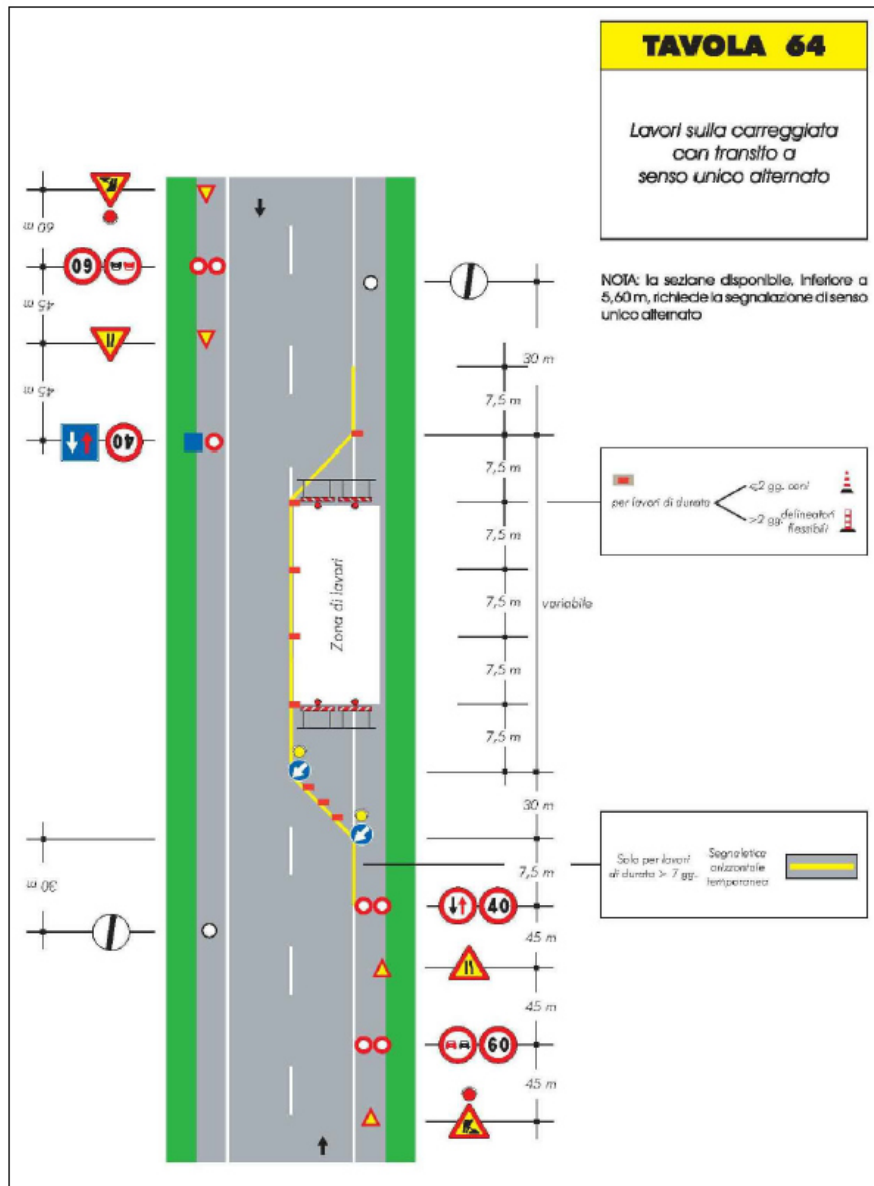 TAVOLA 64
Lavori sulla carreggiata
con transito a
senso unico alternato
NOTA: la sezione disponibile, inferiore a
5,60 m, richiede la segnalazione di senso
unico alternato
60 m
60
45 m
45 m
40
30 m
7,5 m
7,5 m
7,5 m
7,5 m
7,5 m
7,5 m
variabile
Zona di lavori
per lavori di durata
⩽2 gg. coni
>2 gg. delineatori
flessibili
30 m
7,5 m
Solo per lavori
di durata > 7 gg.
Segnaletica
orizzontale
temporanea
30 m
40
45 m
45 m
60
45 m